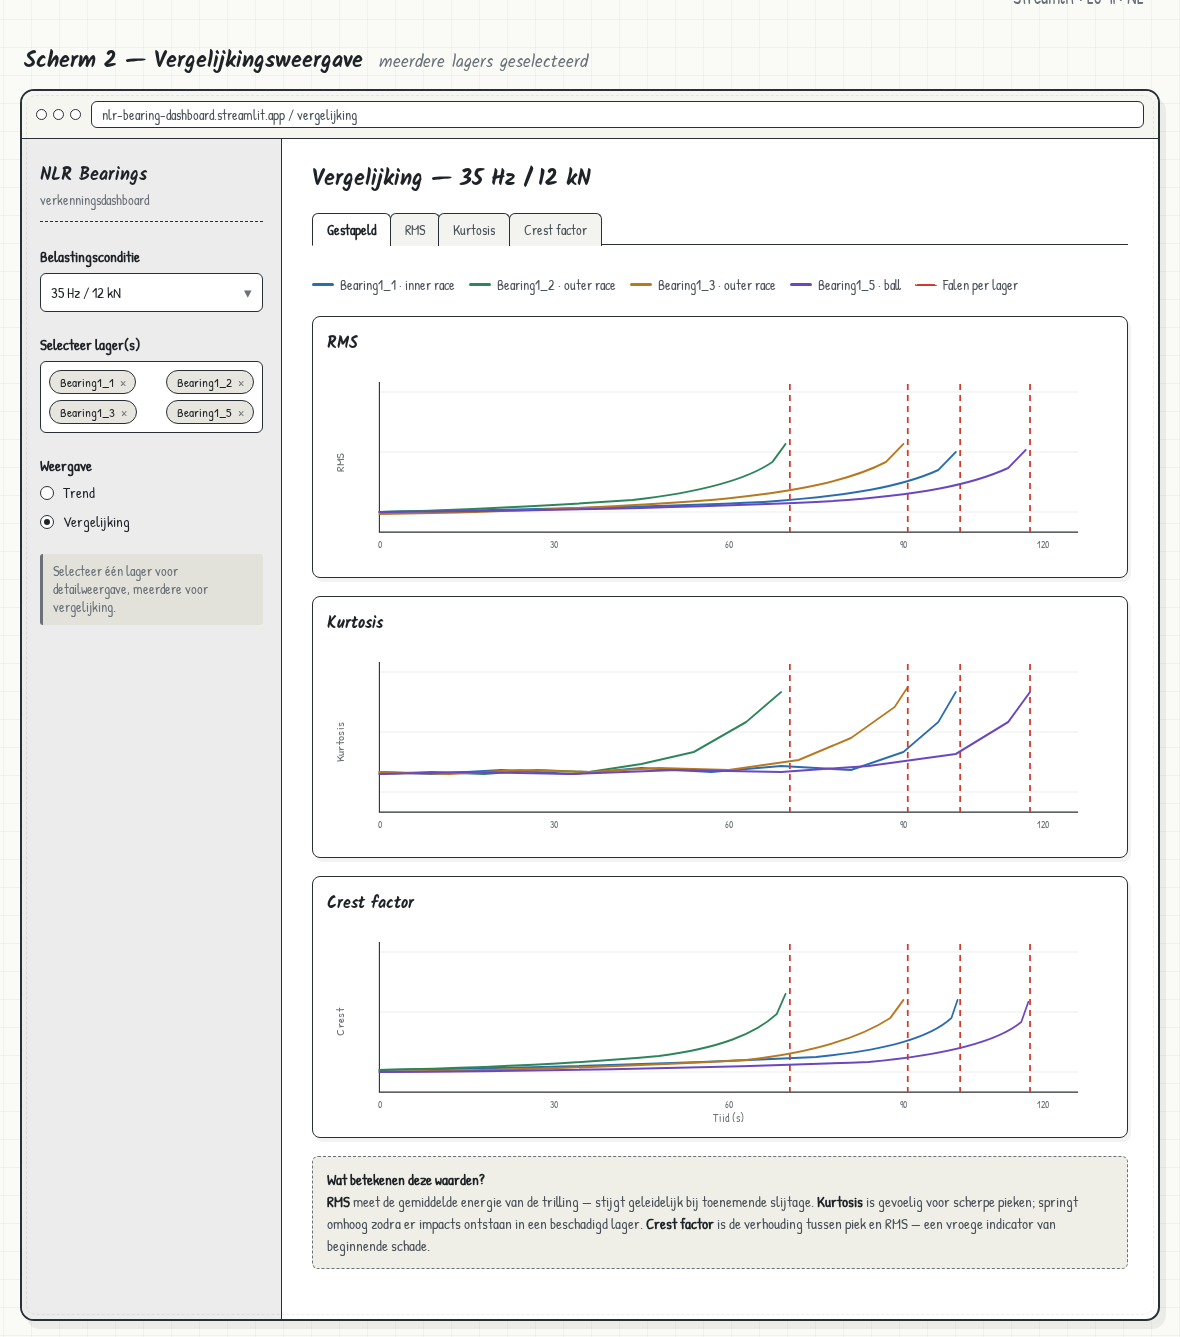 Scherm 2 — Vergelijkingsweergave meerdere lagers geselecteerd
nlr-bearing-dashboard.streamlit.app / vergelijking
NLR Bearings
verkenningsdashboard
Belastingsconditie
35 Hz / 12 kN
Selecteer lager(s)
Bearing1_1 × Bearing1_2 ×
Bearing1_3 × Bearing1_5 ×
Weergave
Trend
Vergelijking
Selecteer één lager voor
detailweergave, meerdere voor
vergelijking.
Vergelijking — 35 Hz / 12 kN
Gestapeld RMS Kurtosis Crest factor
Bearing1_1 · inner race Bearing1_2 · outer race Bearing1_3 · outer race Bearing1_5 · ball Falen per lager
RMS
RMS
0 30 60 90 120
Kurtosis
Kurtosis
0 30 60 90 120
Crest factor
Crest
0 30 60 90 120
Tijd (s)
Wat betekenen deze waarden?
RMS meet de gemiddelde energie van de trilling — stijgt geleidelijk bij toenemende slijtage. Kurtosis is gevoelig voor scherpe pieken; springt
omhoog zodra er impacts ontstaan in een beschadigd lager. Crest factor is de verhouding tussen piek en RMS — een vroege indicator van
beginnende schade.